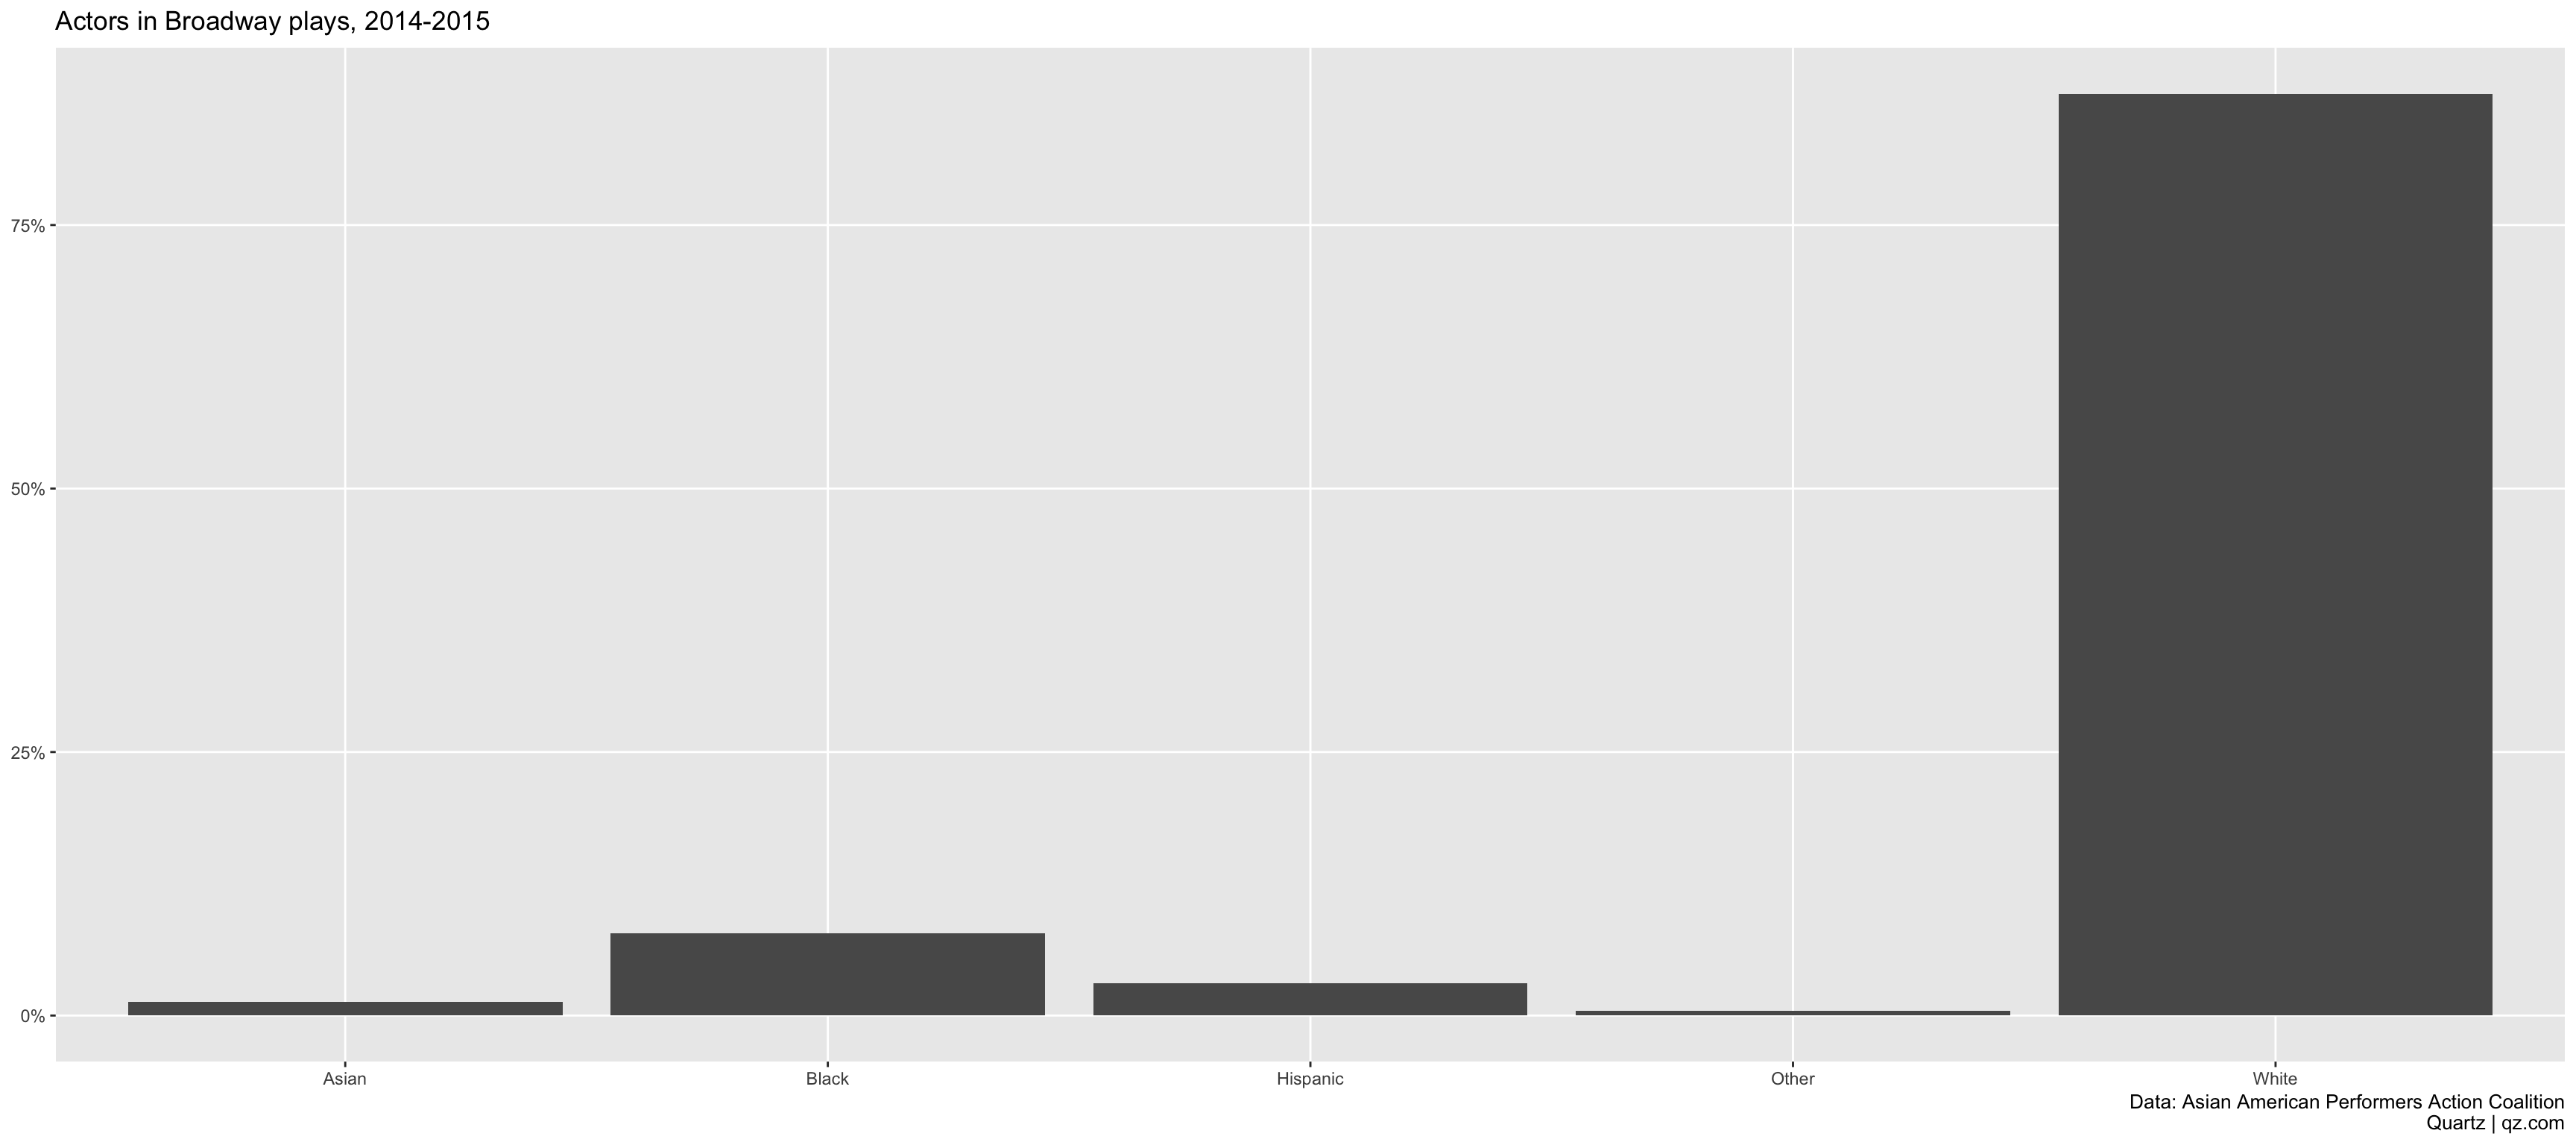 Actors in Broadway plays, 2014-2015
75%
50%
25%
0%
Asian
Black
Hispanic
Other
White
Data: Asian American Performers Action Coalition
Quartz | qz.com